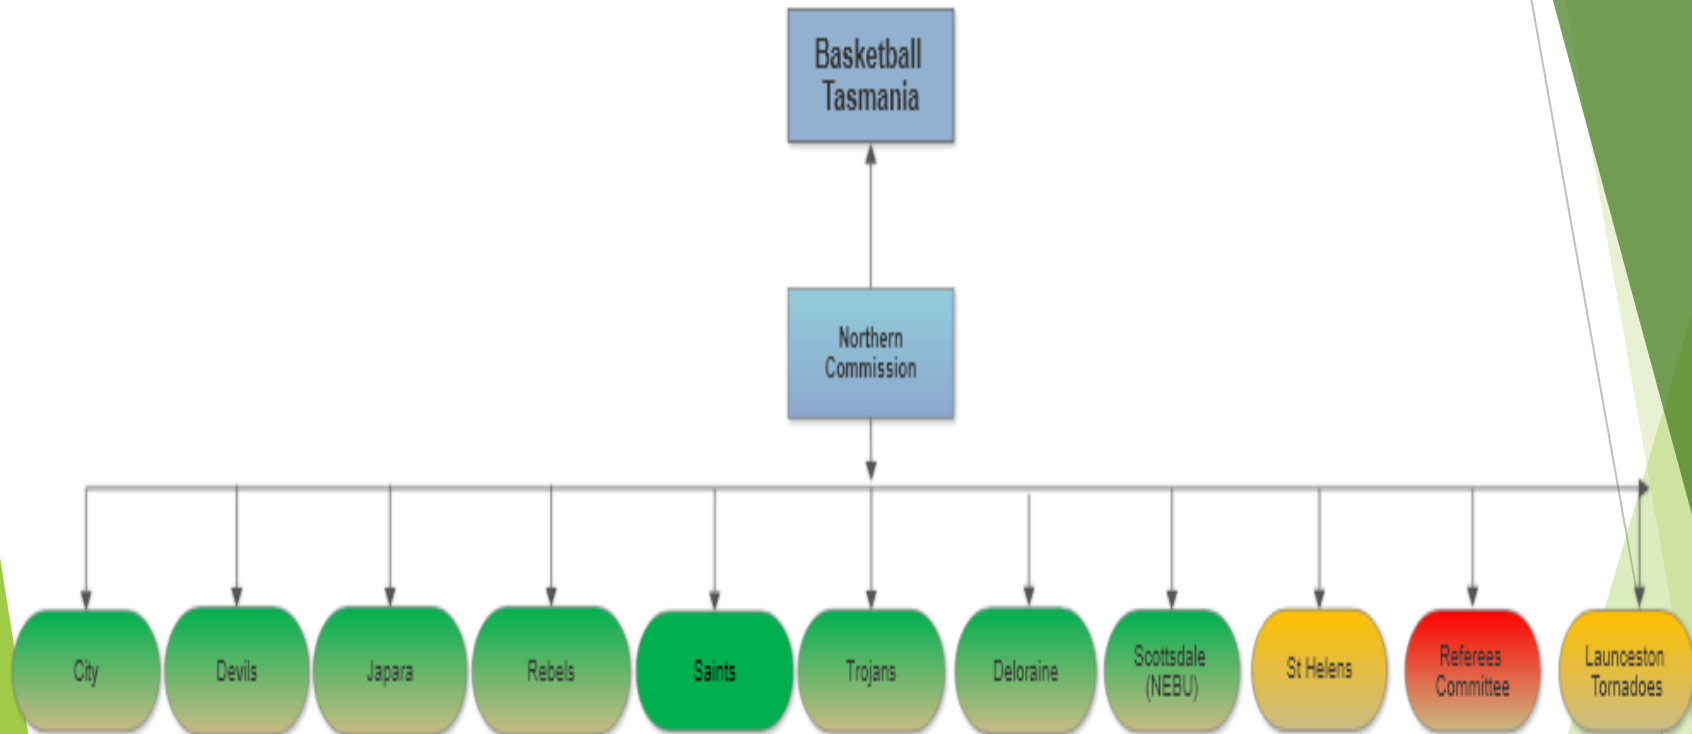 Basketball
Tasmania
Northern
Commission
City
Devils
Japara
Rebels
Saints
Trojans
Deloraine
Scottsdale
(NEBU)
St Helens
Referees
Committee
Launceston
Tornadoes